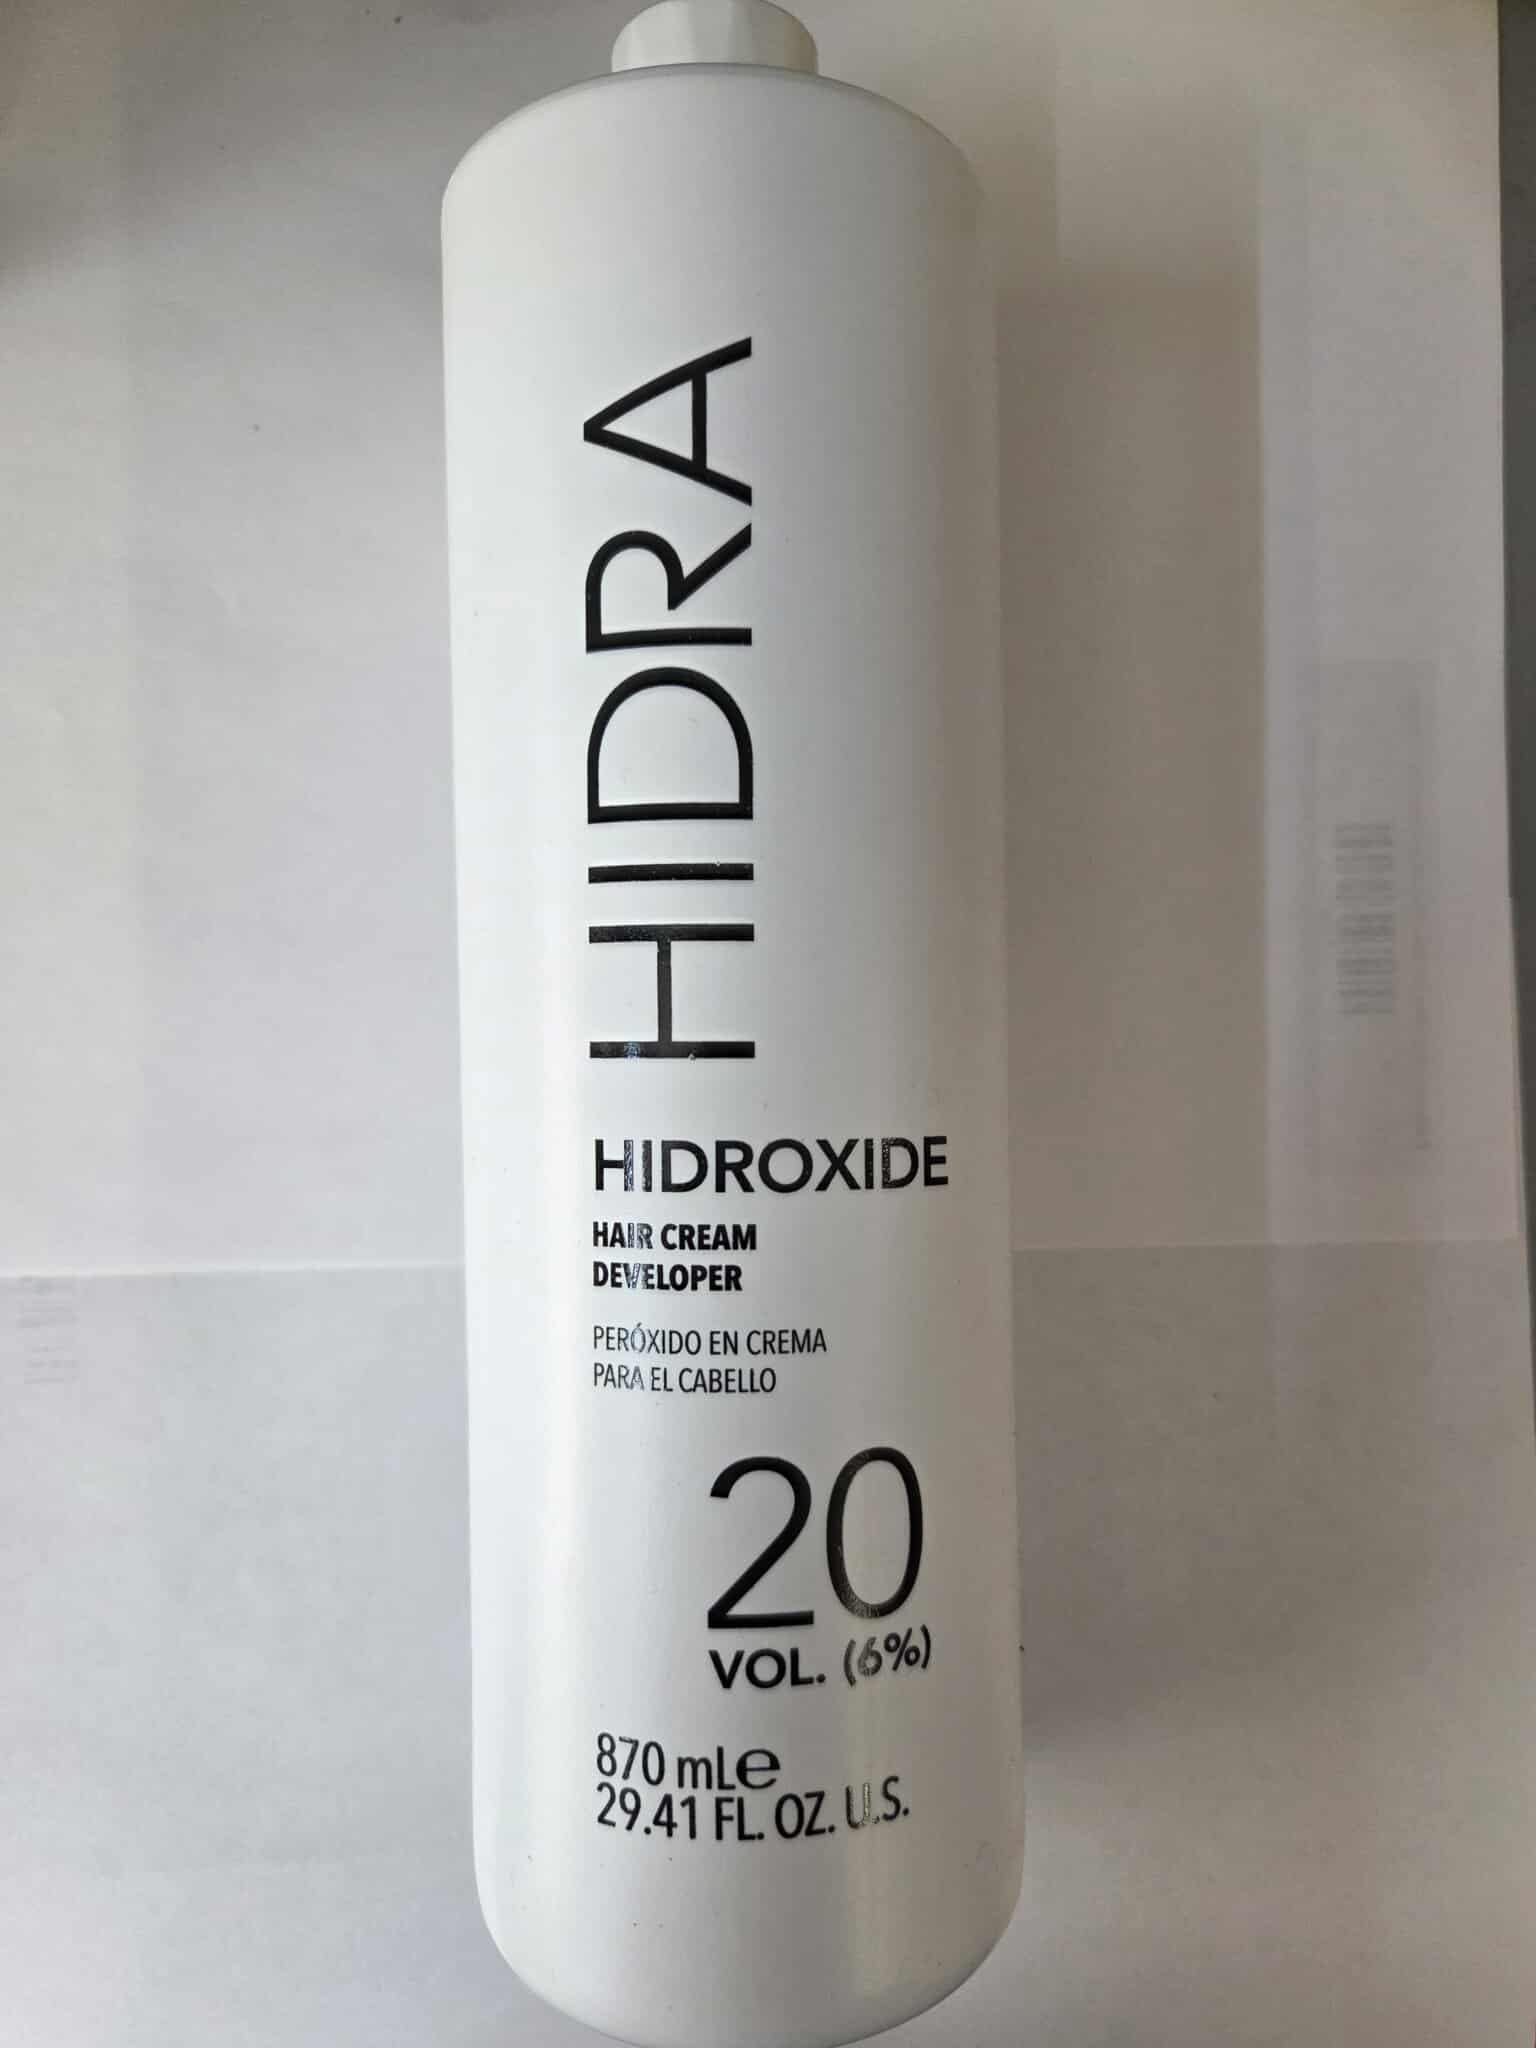 HIDRA
HIDROXIDE
HAIR CREAM
DEVELOPER
PERÓXIDO EN CREMA
PARA EL CABELLO
20
VOL. (6%)
870 mLe
29.41 FL. OZ. U.S.